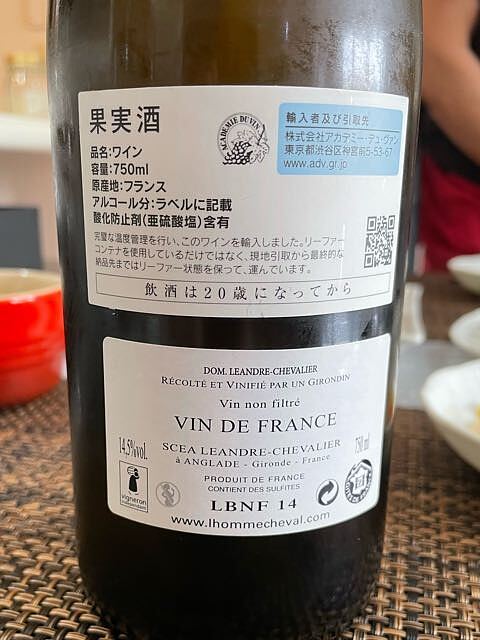 果実酒
ACADEMIE DU VIN
輸入者及び引取先
株式会社アカデミー・デュ・ヴァン
東京都渋谷区神宮前5-53-67
www.adv.gr.jp
品名:ワイン
容量:750ml
原産地:フランス
アルコール分:ラベルに記載
酸化防止剤(亜硫酸塩)含有
完璧な温度管理を行い、このワインを輸入しました。リーファー
コンテナを使用しているだけではなく、現地引取から最終的な
納品先まではリーファー状態を保って、運んでいます。
飲酒は20歳になってから
DOM. LEANDRE-CHEVALIER
RÉCOLTÉ ET VINIFIÉ PAR UN GIRONDIN
Vin non filtré
VIN DE FRANCE
14,5%vol.
SCEA LEANDRE-CHEVALIER
750 ml
à ANGLADE - Gironde - France
PRODUIT DE FRANCE
CONTIENT DES SULFITES
vigneron
indépendant
LBNF 14
www.lhommecheval.com